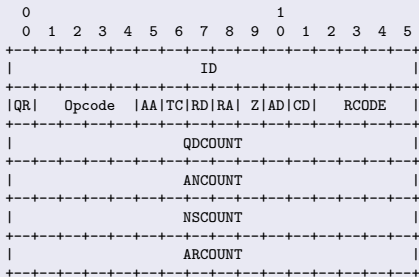 0 1
0 1 2 3 4 5 6 7 8 9 0 1 2 3 4 5
+--+--+--+--+--+--+--+--+--+--+--+--+--+--+--+--+
| ID |
+--+--+--+--+--+--+--+--+--+--+--+--+--+--+--+--+
|QR| Opcode |AA|TC|RD|RA| Z|AD|CD| RCODE |
+--+--+--+--+--+--+--+--+--+--+--+--+--+--+--+--+
| QDCOUNT |
+--+--+--+--+--+--+--+--+--+--+--+--+--+--+--+--+
| ANCOUNT |
+--+--+--+--+--+--+--+--+--+--+--+--+--+--+--+--+
| NSCOUNT |
+--+--+--+--+--+--+--+--+--+--+--+--+--+--+--+--+
| ARCOUNT |
+--+--+--+--+--+--+--+--+--+--+--+--+--+--+--+--+